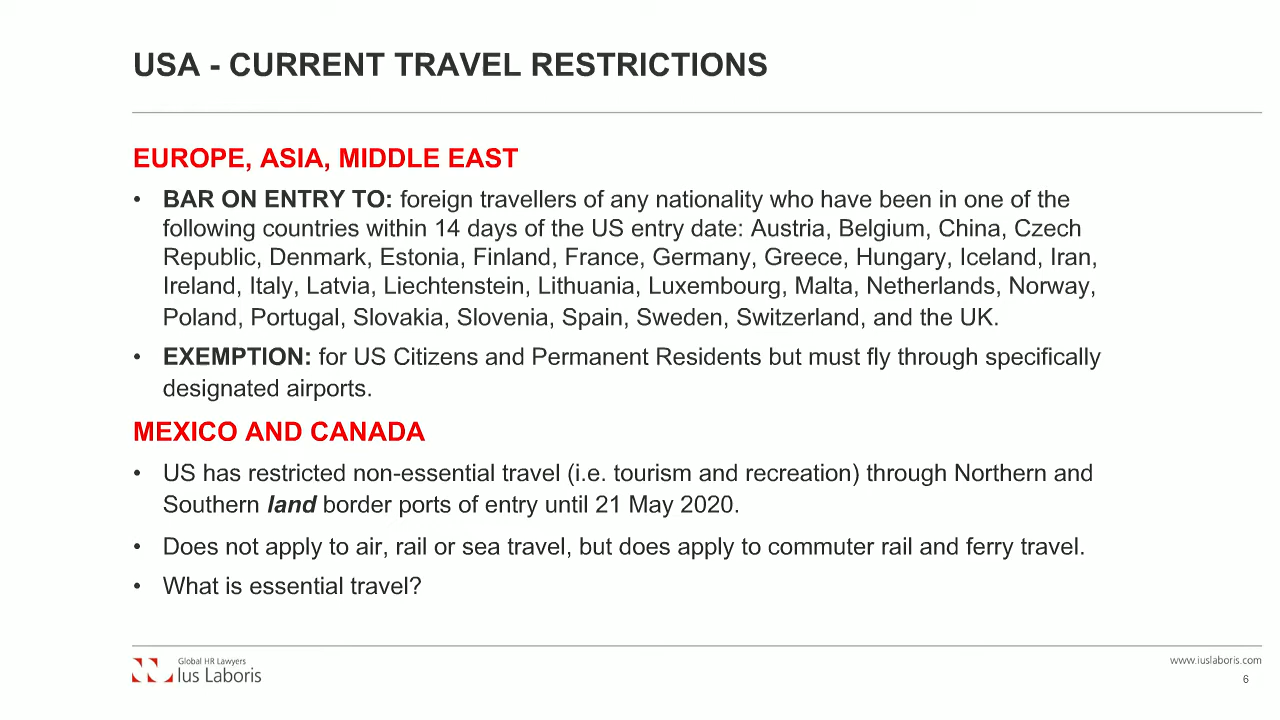 USA - CURRENT TRAVEL RESTRICTIONS
EUROPE, ASIA, MIDDLE EAST
• BAR ON ENTRY TO: foreign travellers of any nationality who have been in one of the
following countries within 14 days of the US entry date: Austria, Belgium, China, Czech
Republic, Denmark, Estonia, Finland, France, Germany, Greece, Hungary, Iceland, Iran,
Ireland, Italy, Latvia, Liechtenstein, Lithuania, Luxembourg, Malta, Netherlands, Norway,
Poland, Portugal, Slovakia, Slovenia, Spain, Sweden, Switzerland, and the UK.
• EXEMPTION: for US Citizens and Permanent Residents but must fly through specifically
designated airports.
MEXICO AND CANADA
• US has restricted non-essential travel (i.e. tourism and recreation) through Northern and
Southern land border ports of entry until 21 May 2020.
• Does not apply to air, rail or sea travel, but does apply to commuter rail and ferry travel.
• What is essential travel?
Global HR Lawyers
Ius Laboris
www.iuslaboris.com
6